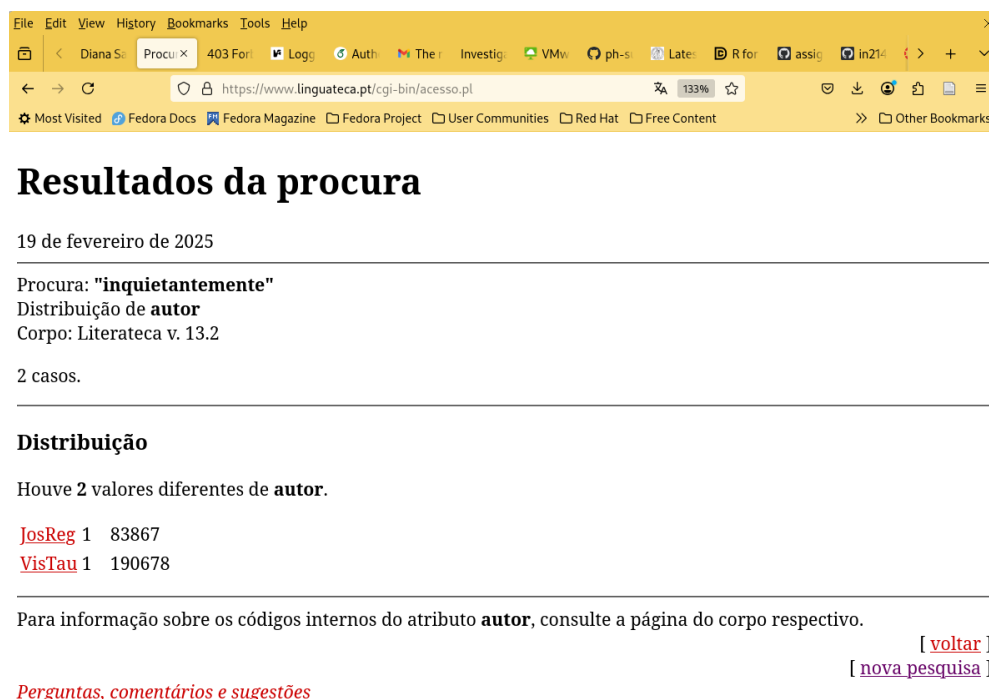 File Edit View History Bookmarks Tools Help
Diana Sa Procur 403 For Logg Auth The r Investiga VMw ph-s Lates R for assig in214
https://www.linguateca.pt/cgi-bin/acesso.pl 133%
Most Visited Fedora Docs Fedora Magazine Fedora Project User Communities Red Hat Free Content Other Bookmarks
Resultados da procura
19 de fevereiro de 2025
Procura: "inquietantemente"
Distribuição de autor
Corpo: Literateca v. 13.2
2 casos.
Distribuição
Houve 2 valores diferentes de autor.
JosReg 1 83867
VisTau 1 190678
Para informação sobre os códigos internos do atributo autor, consulte a página do corpo respectivo.
[ voltar ]
[ nova pesquisa ]
Perguntas, comentários e sugestões